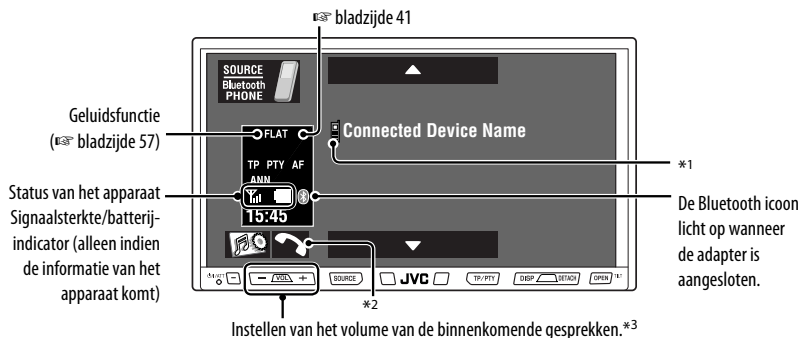 ☞ bladzijde 41
SOURCE
Bluetooth
PHONE
Geluidsfunctie
(☞ bladzijde 57)
FLAT
Connected Device Name
TP PTY AF
ANN
*1
Status van het apparaat
Signaalsterkte/batterij-
indicator (alleen indien
de informatie van het
apparaat komt)
15:45
De Bluetooth icoon
licht op wanneer
de adapter is
aangesloten.
/ATT
VOL
SOURCE
JVC
TP/PTY
DISP
DETACH
OPEN
TILT
*2
Instellen van het volume van de binnenkomende gesprekken.*3